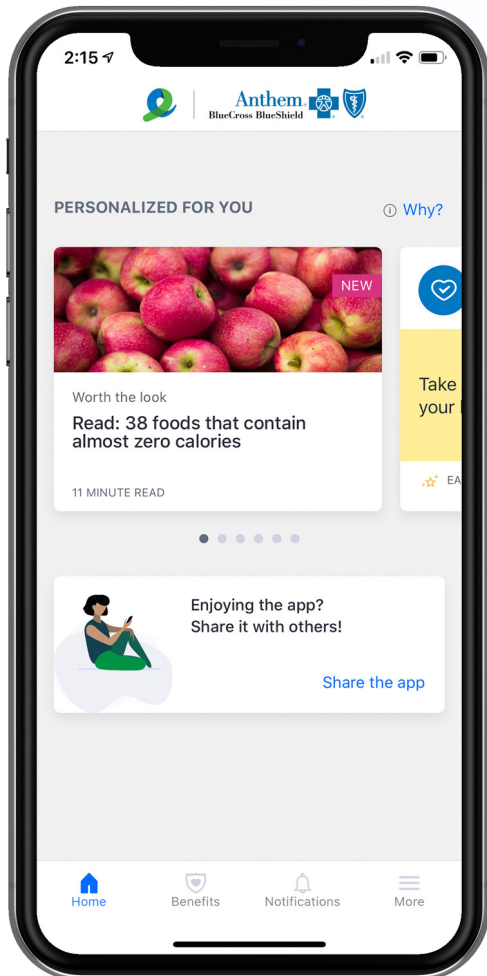 2:15
Anthem
BlueCross BlueShield
PERSONALIZED FOR YOU
Why?
NEW
Worth the look
Read: 38 foods that contain
almost zero calories
11 MINUTE READ
Take
your
EA
Enjoying the app?
Share it with others!
Share the app
Home
Benefits
Notifications
More